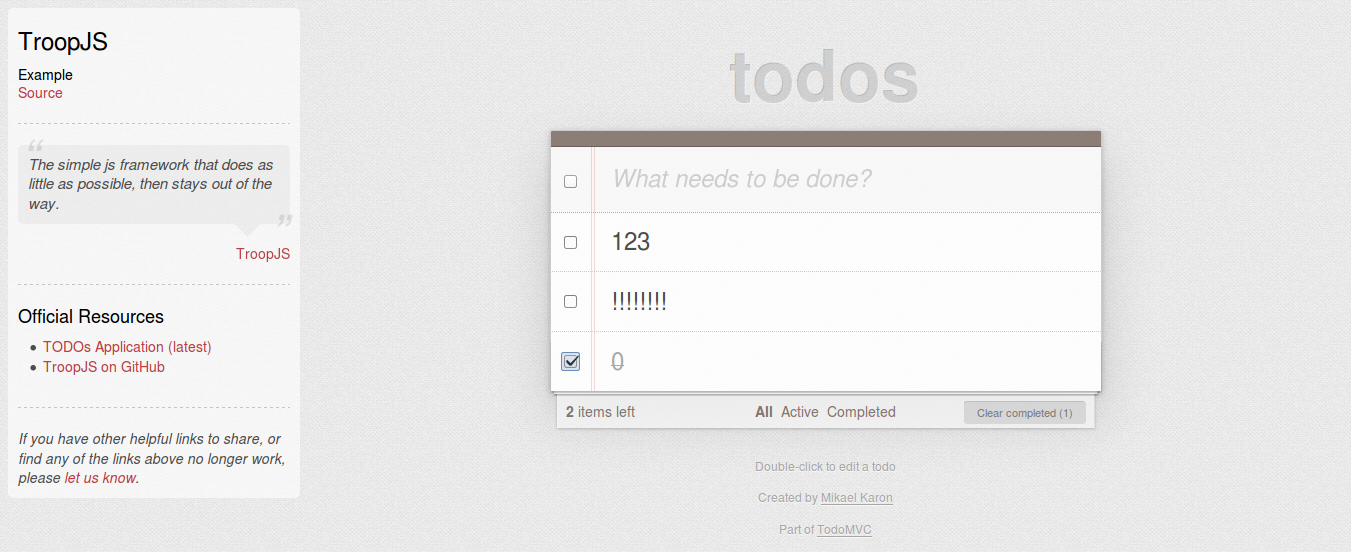 TroopJS
Example
Source
“
The simple js framework that does as
little as possible, then stays out of the
way.
”
TroopJS
Official Resources
• TODOs Application (latest)
• TroopJS on GitHub
If you have other helpful links to share, or
find any of the links above no longer work,
please let us know.
todos
What needs to be done?
123
!!!!!!!!
0
2 items left All Active Completed Clear completed (1)
Double-click to edit a todo
Created by Mikael Karon
Part of TodoMVC